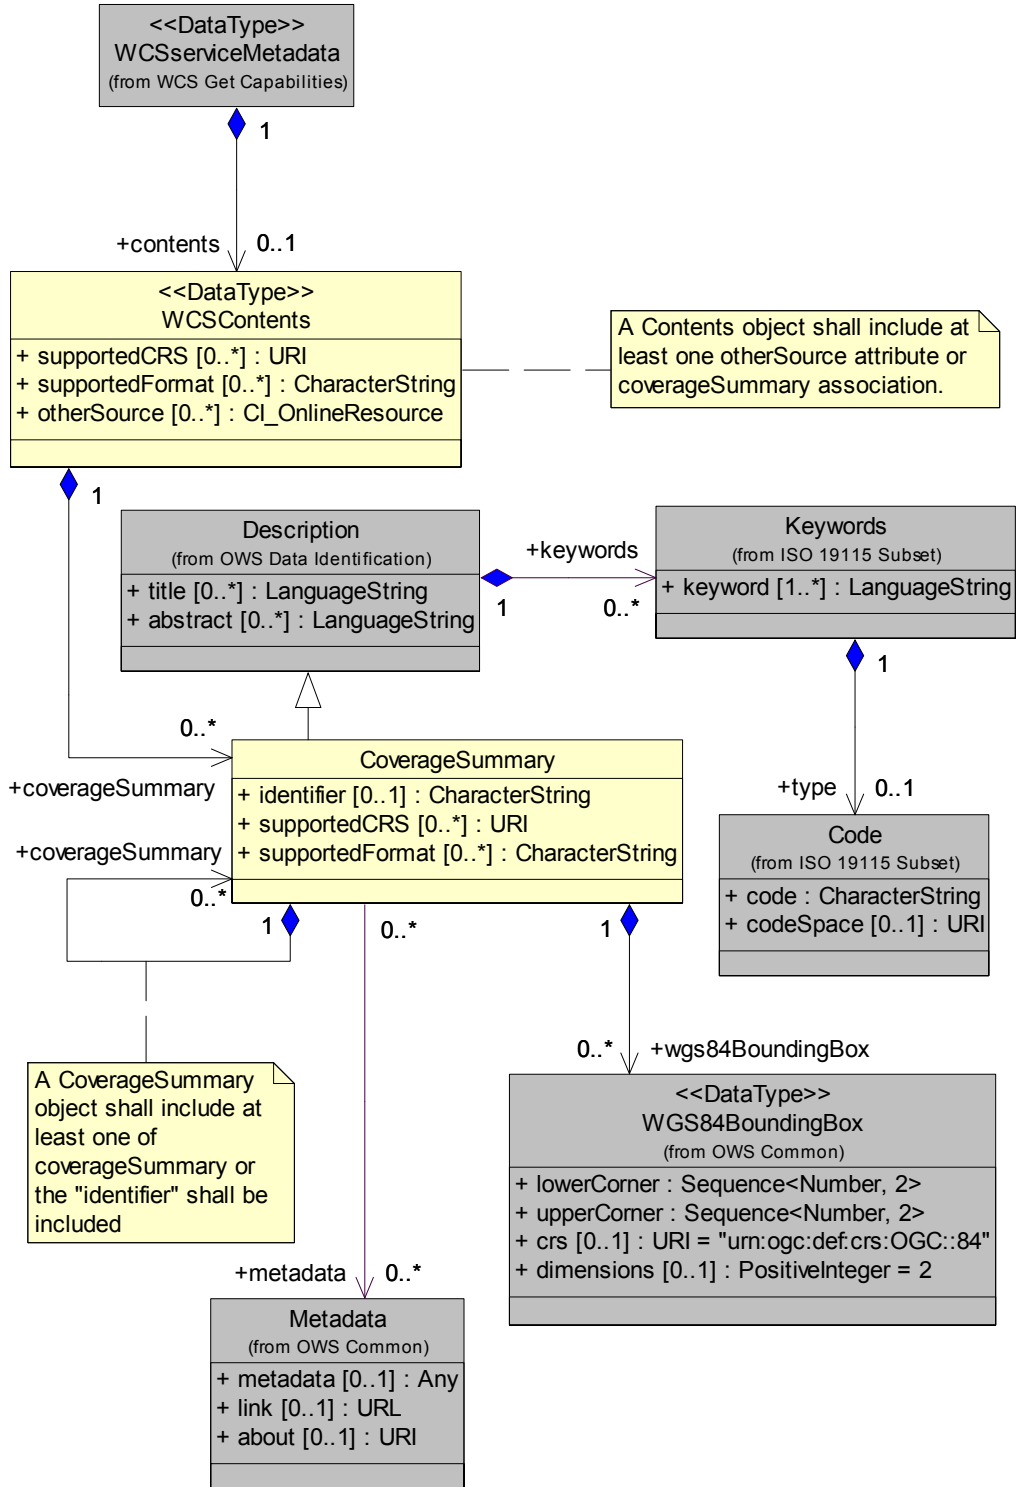 <<DataType>>
WCSserviceMetadata
(from WCS Get Capabilities)
1
+contents
0..1
<<DataType>>
WCSContents
+ supportedCRS [0..*] : URI
+ supportedFormat [0..*] : CharacterString
+ otherSource [0..*] : CI_OnlineResource
A Contents object shall include at
least one otherSource attribute or
coverageSummary association.
1
Description
(from OWS Data Identification)
+ title [0..*] : LanguageString
+ abstract [0..*] : LanguageString
1
+keywords
0..*
Keywords
(from ISO 19115 Subset)
+ keyword [1..*] : LanguageString
1
+type
0..1
Code
(from ISO 19115 Subset)
+ code : CharacterString
+ codeSpace [0..1] : URI
0..*
+coverageSummary
CoverageSummary
+ identifier [0..1] : CharacterString
+ supportedCRS [0..*] : URI
+ supportedFormat [0..*] : CharacterString
+coverageSummary
0..*
1
0..*
1
A CoverageSummary
object shall include at
least one of
coverageSummary or
the "identifier" shall be
included
0..*
+wgs84BoundingBox
<<DataType>>
WGS84BoundingBox
(from OWS Common)
+ lowerCorner : Sequence<Number, 2>
+ upperCorner : Sequence<Number, 2>
+ crs [0..1] : URI = "urn:ogc:def:crs:OGC::84"
+ dimensions [0..1] : PositiveInteger = 2
+metadata
0..*
Metadata
(from OWS Common)
+ metadata [0..1] : Any
+ link [0..1] : URL
+ about [0..1] : URI